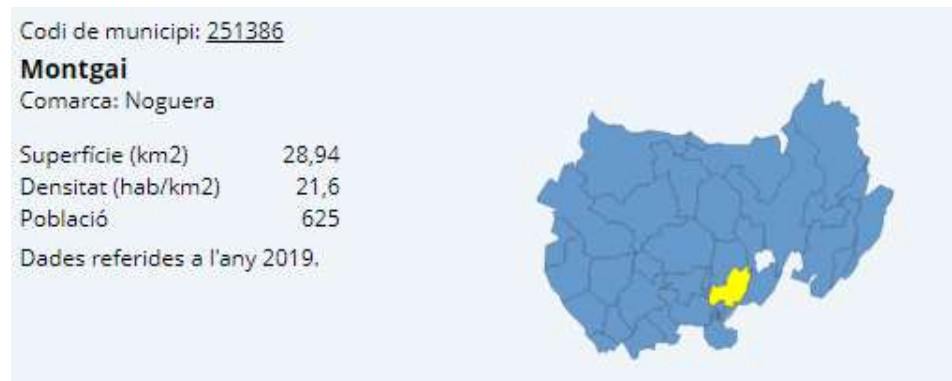 Codi de municipi: 251386
Montgai
Comarca: Noguera
Superfície (km2) 28,94
Densitat (hab/km2) 21,6
Població 625
Dades referides a l'any 2019.